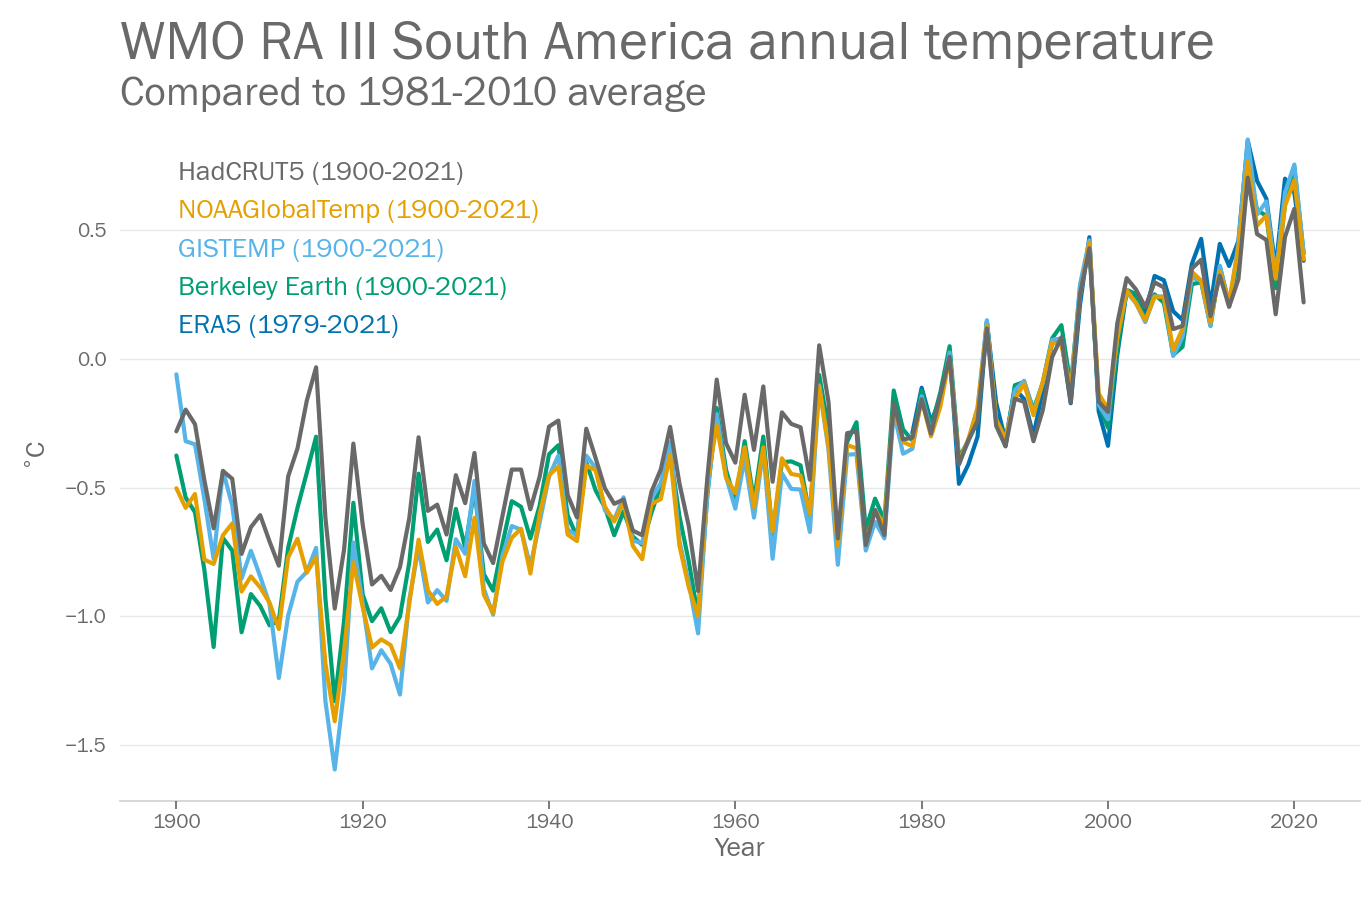 WMO RA III South America annual temperature
Compared to 1981-2010 average
HadCRUT5 (1900-2021)
NOAAGlobalTemp (1900-2021)
GISTEMP (1900-2021)
Berkeley Earth (1900-2021)
ERA5 (1979-2021)
0.5
0.0
−0.5
−1.0
−1.5
°C
1900 1920 1940 1960 1980 2000 2020
Year